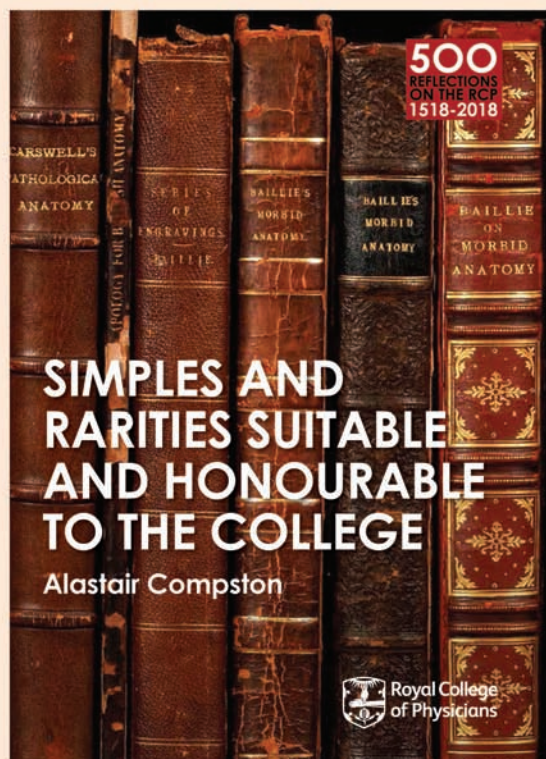 500
REFLECTIONS
ON THE RCP
1518-2018
CARSWELL'S
PATHOLOGICAL
ANATOMY
SERIES
OF
ENGRAVINGS
BAILLIE
BAILLIE'S
MORBID
ANATOMY
BAILLIE'S
MORBID
ANATOMY
BAILLIE
ON
MORBID
ANATOMY
SIMPLES AND
RARITIES SUITABLE
AND HONOURABLE
TO THE COLLEGE
Alastair Compston
Royal College
of Physicians